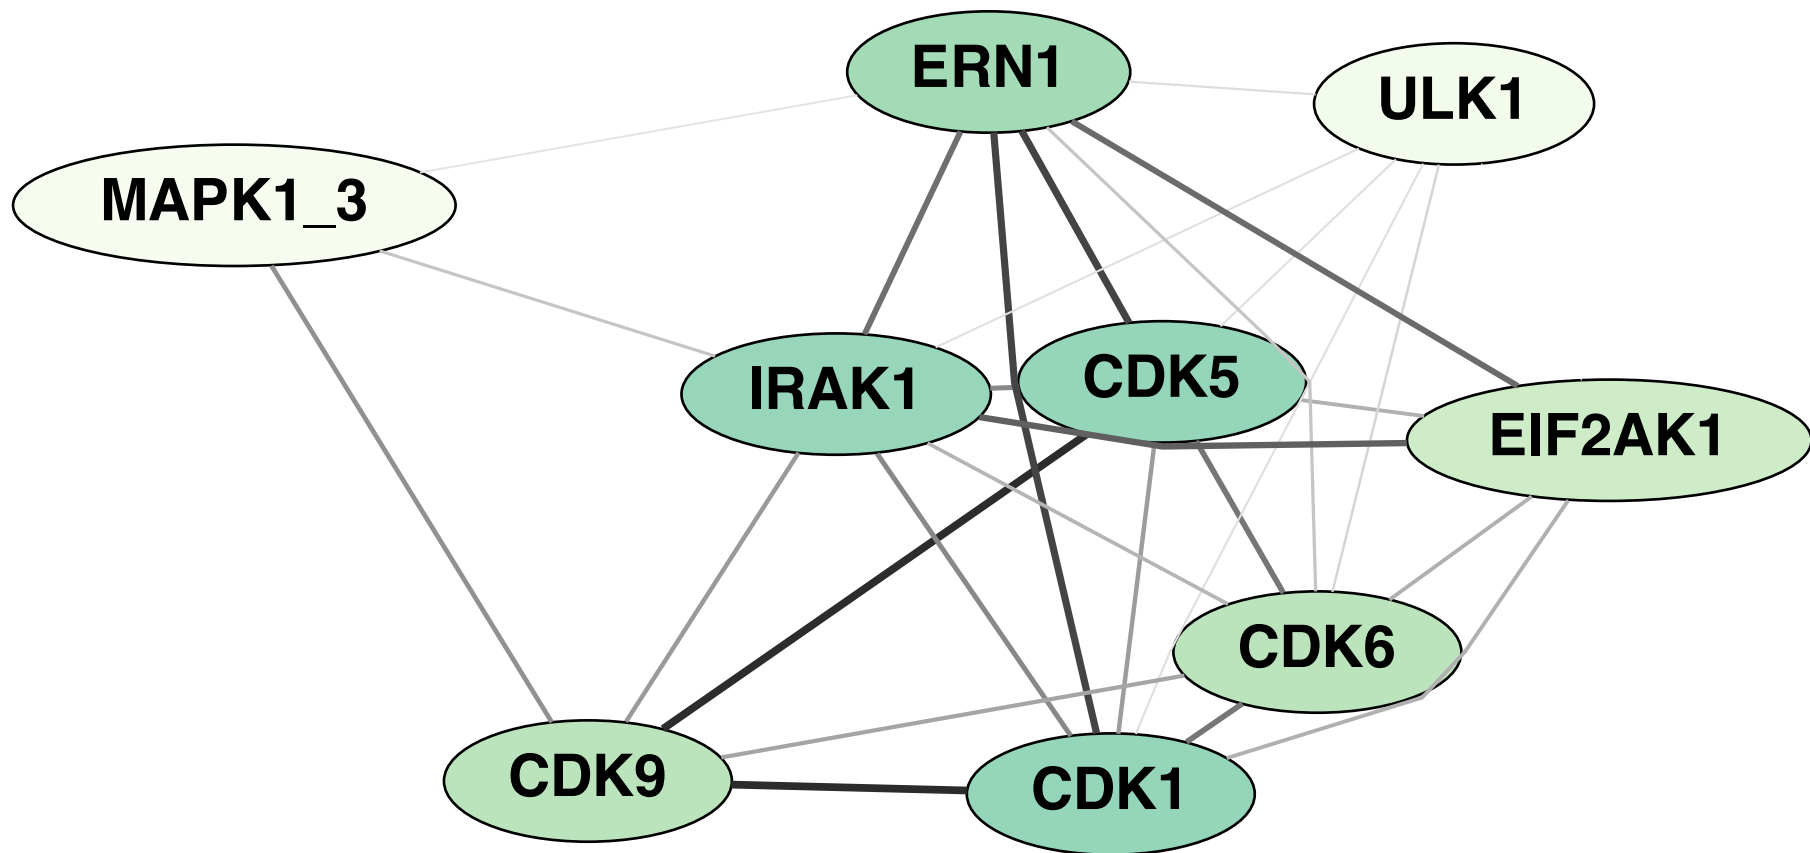 ERN1
ULK1
MAPK1_3
IRAK1
CDK5
EIF2AK1
CDK6
CDK9
CDK1